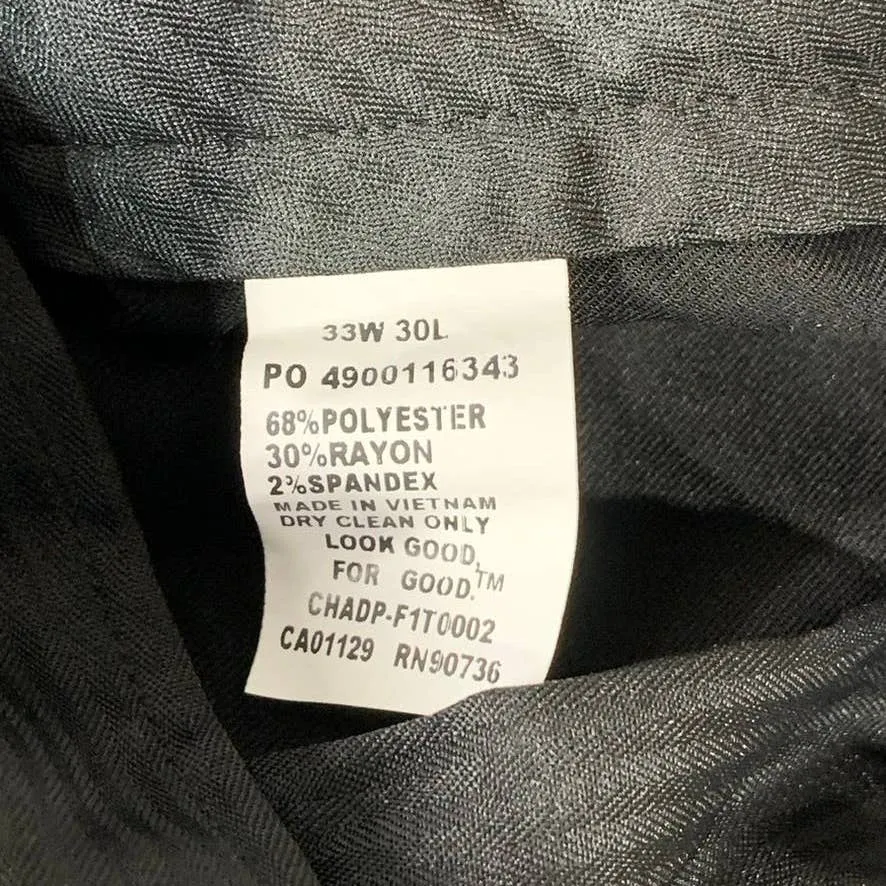 33W 30L
PO 4900116343
68%POLYESTER
30%RAYON
2%SPANDEX
MADE IN VIETNAM
DRY CLEAN ONLY
LOOK GOOD,
FOR GOOD.™
CHADP-F1T0002
CA01129 RN90736